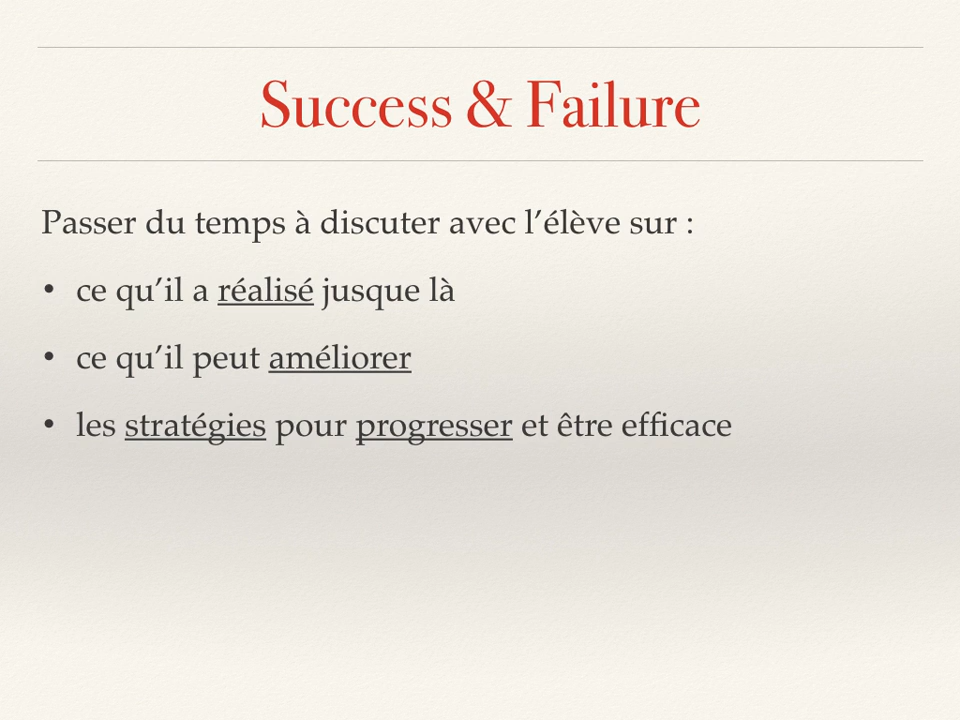 Success & Failure
Passer du temps à discuter avec l’élève sur :
• ce qu’il a réalisé jusque là
• ce qu’il peut améliorer
• les stratégies pour progresser et être efficace